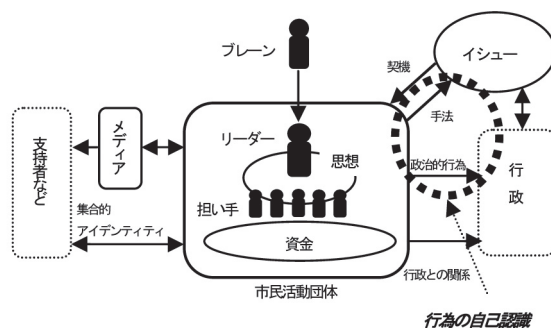 ブレーン
イシュー
契機
手法
リーダー
思想
メディア
支持者など
行政
政治的行為
担い手
集合的
アイデンティティ
資金
行政との関係
市民活動団体
行為の自己認識